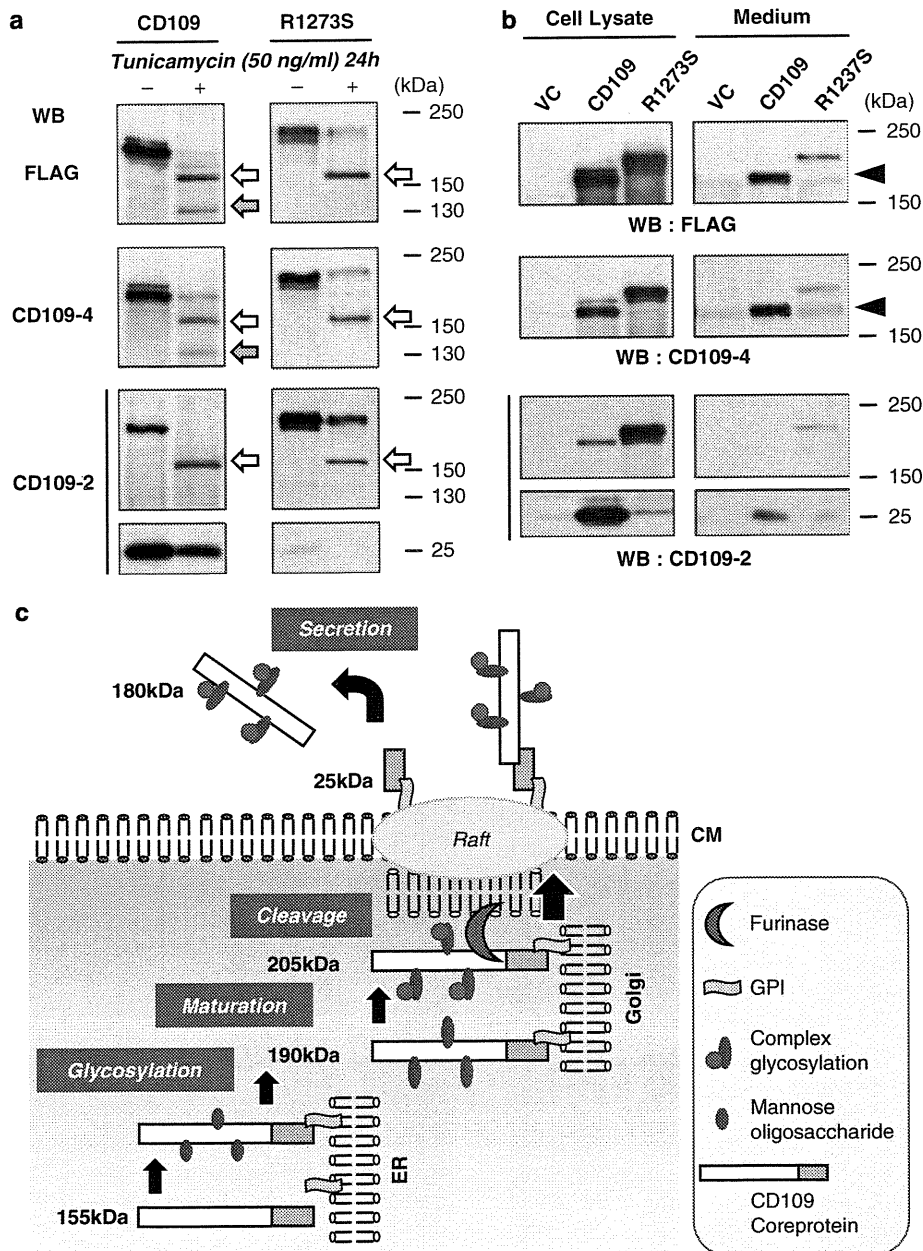 a
CD109 R1273S
Tunicamycin (50 ng/ml) 24h
− + − + (kDa)
WB
250
FLAG
150
130
250
CD109-4
150
130
250
CD109-2
150
130
25
b
Cell Lysate Medium
VC CD109 R1273S VC CD109 R1237S (kDa)
250
150
WB : FLAG
250
150
WB : CD109-4
250
150
25
WB : CD109-2
c
Secretion
180kDa
25kDa
Raft
CM
Cleavage
205kDa
Maturation
Golgi
190kDa
Glycosylation
ER
155kDa
Furinase
GPI
Complex
glycosylation
Mannose
oligosaccharide
CD109
Coreprotein